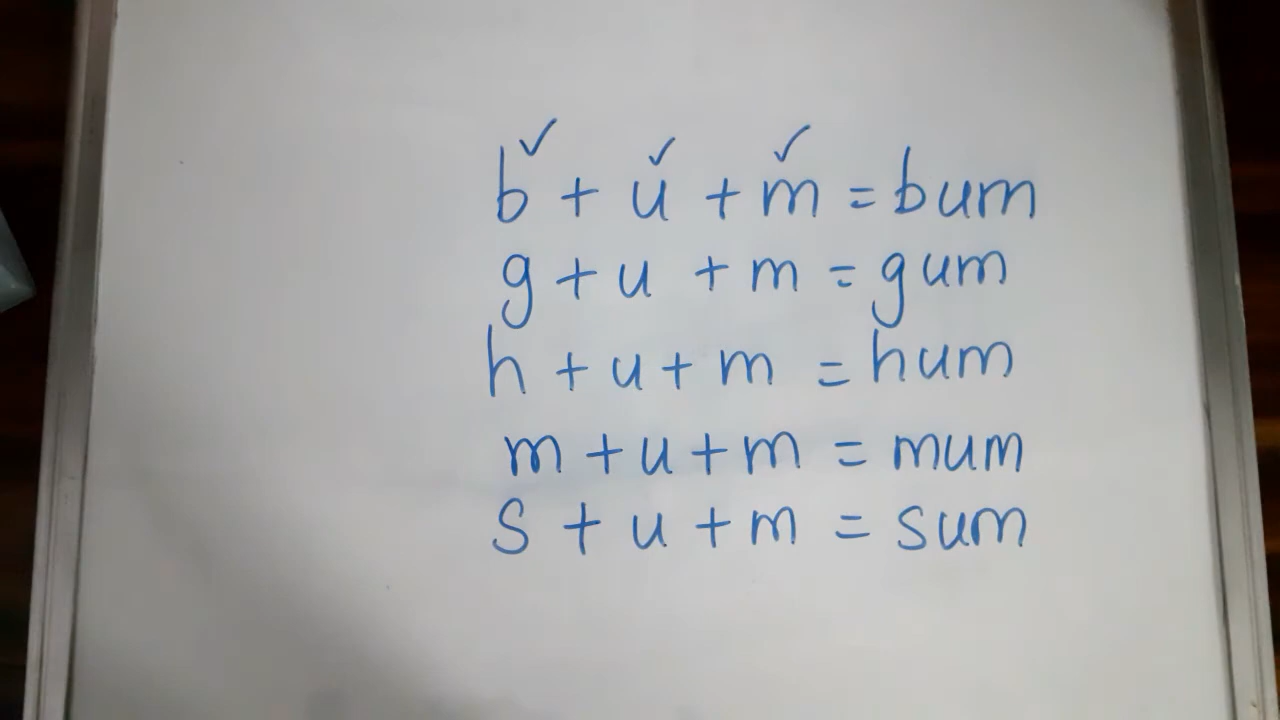 b + u + m = bum
g + u + m = gum
h + u + m = hum
m + u + m = mum
s + u + m = sum